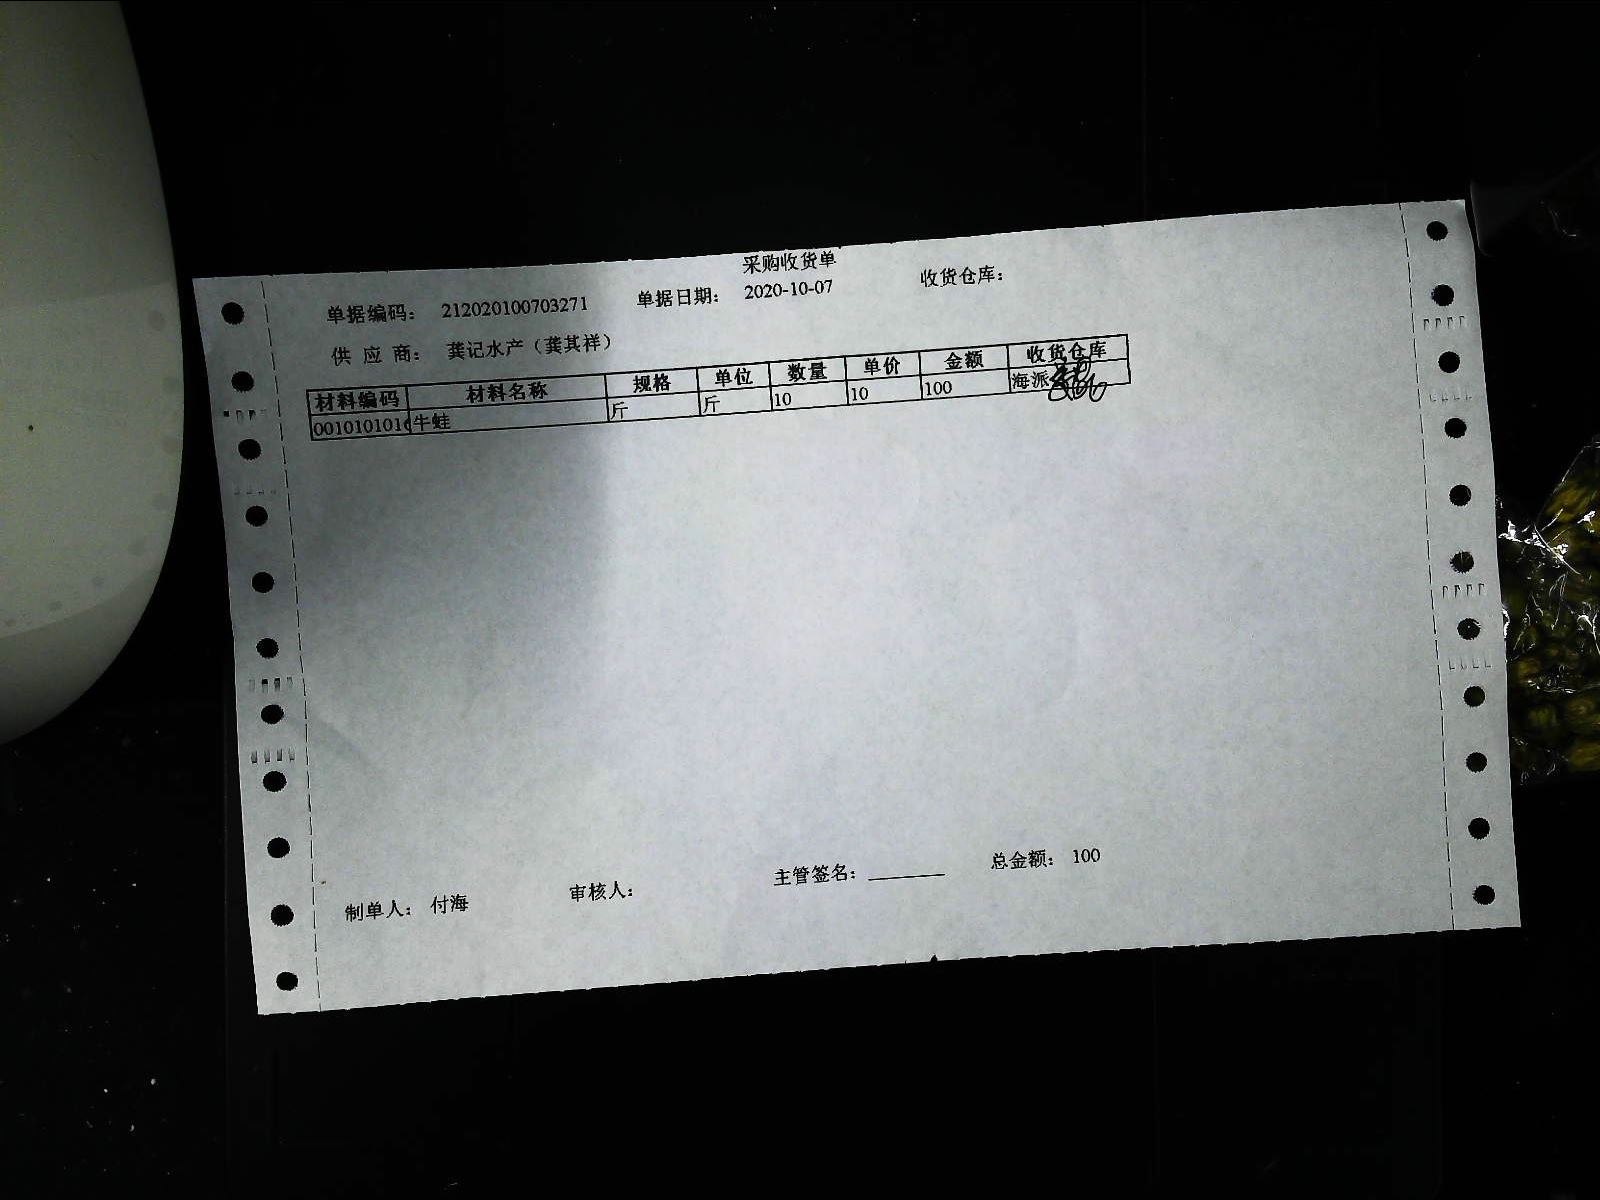 采购收货单
单据编码: 212020100703271 单据日期: 2020-10-07 收货仓库:
供 应 商: 龚记水产（龚其祥）
材料编码 材料名称 规格 单位 数量 单价 金额 收货仓库
001010101 牛蛙 斤 斤 10 10 100 海派
制单人: 付海 审核人: 主管签名: 总金额: 100